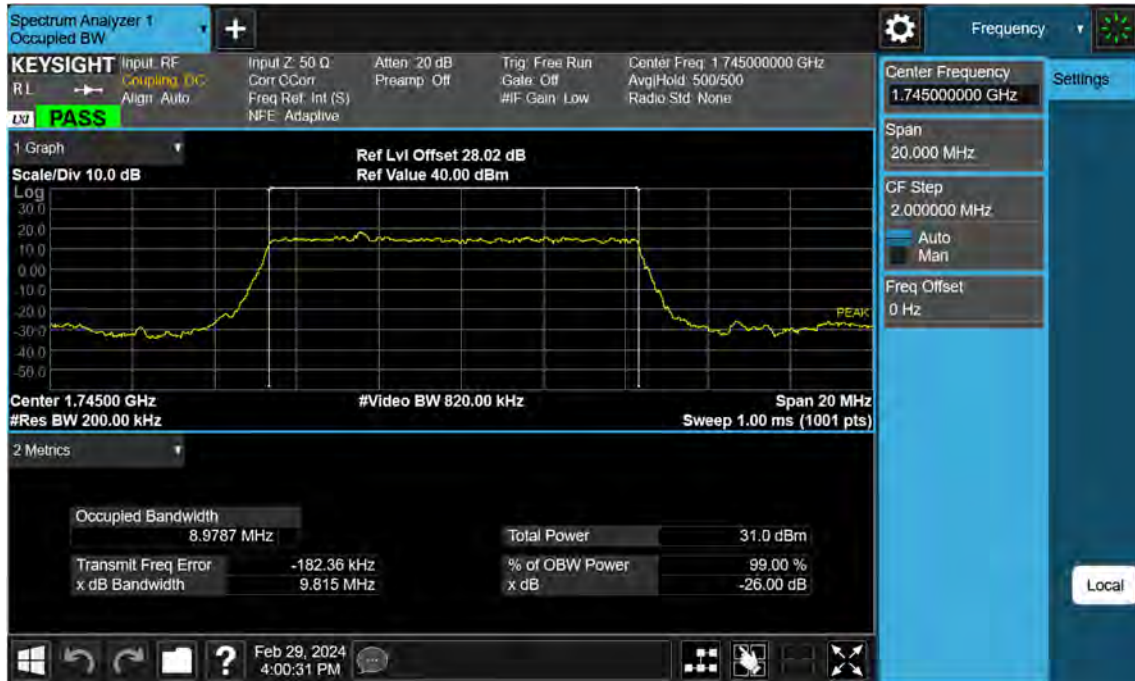 Spectrum Analyzer 1
Occupied BW
+
Frequency
KEYSIGHT Input: RF Input Z: 50 Ω Atten: 20 dB Trig: Free Run Center Freq: 1.745000000 GHz
RL Coupling: DC Corr CCorr Preamp: Off Gate: Off Avg|Hold: 500/500
Align: Auto Freq Ref: Int (S) #IF Gain: Low Radio Std: None
LXI PASS NFE: Adaptive
Center Frequency
1.745000000 GHz
Settings
Span
20.000 MHz
CF Step
2.000000 MHz
Auto
Man
Freq Offset
0 Hz
1 Graph
Ref Lvl Offset 28.02 dB
Scale/Div 10.0 dB Ref Value 40.00 dBm
Log
30.0
20.0
10.0
0.00
-10.0
-20.0
PEAK
-30.0
-40.0
-50.0
Center 1.74500 GHz #Video BW 820.00 kHz Span 20 MHz
#Res BW 200.00 kHz Sweep 1.00 ms (1001 pts)
2 Metrics
Occupied Bandwidth
8.9787 MHz
Total Power 31.0 dBm
Transmit Freq Error -182.36 kHz % of OBW Power 99.00 %
x dB Bandwidth 9.815 MHz x dB -26.00 dB
Local
? Feb 29, 2024
4:00:31 PM